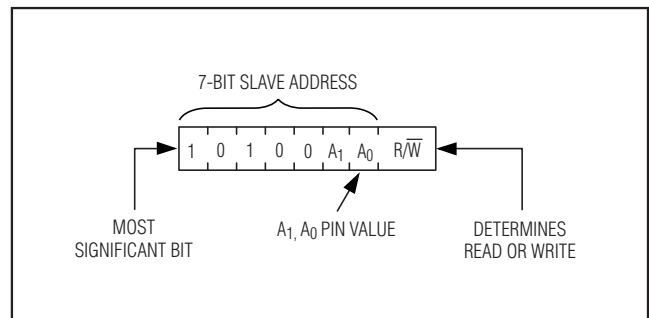 7-BIT SLAVE ADDRESS
1 0 1 0 0 A1 A0 R/W̅
MOST
SIGNIFICANT BIT
A1, A0 PIN VALUE
DETERMINES
READ OR WRITE